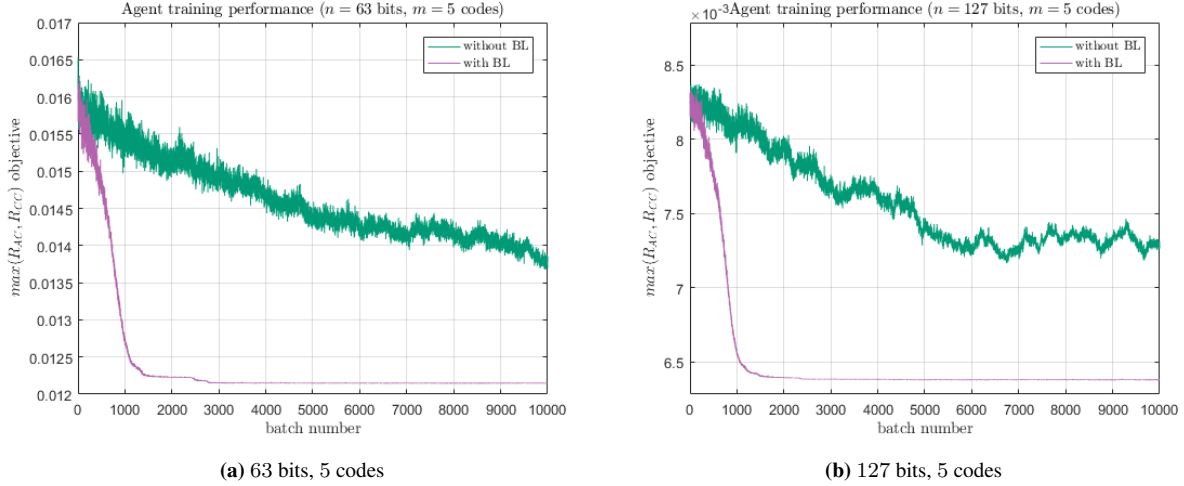 Agent training performance (n = 63 bits, m = 5 codes)
0.017
0.0165
0.016
0.0155
0.015
0.0145
0.014
0.0135
0.013
0.0125
0.012
max(R_AC, R_CC) objective
without BL
with BL
0 1000 2000 3000 4000 5000 6000 7000 8000 9000 10000
batch number
(a) 63 bits, 5 codes
×10⁻³ Agent training performance (n = 127 bits, m = 5 codes)
8.5
8
7.5
7
6.5
max(R_AC, R_CC) objective
without BL
with BL
0 1000 2000 3000 4000 5000 6000 7000 8000 9000 10000
batch number
(b) 127 bits, 5 codes